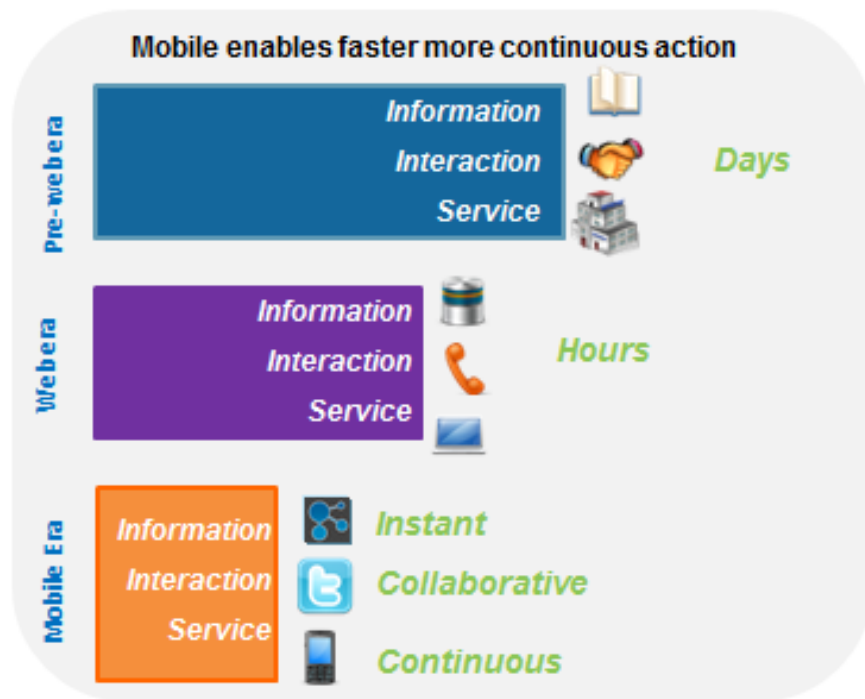 Mobile enables faster more continuous action
Pre-webera
Information
Interaction
Service
Days
Webera
Information
Interaction
Service
Hours
Mobile Era
Information
Interaction
Service
Instant
Collaborative
Continuous